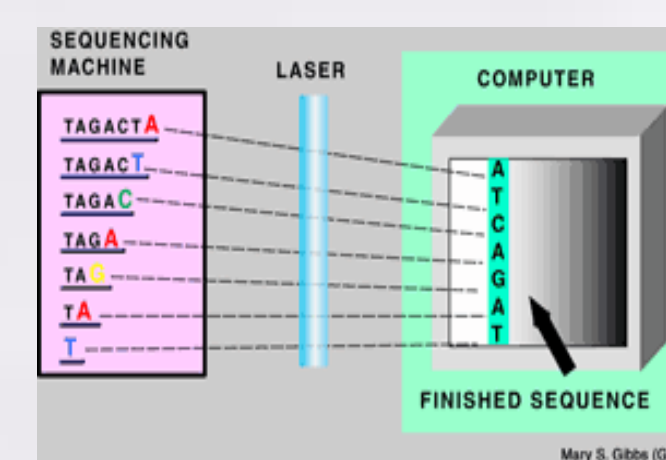 SEQUENCING
MACHINE
LASER
COMPUTER
TAGACTA
TAGACT
TAGAC
TAGA
TAG
TA
T
A
T
C
A
G
A
T
FINISHED SEQUENCE
Mary S. Gibbs (G